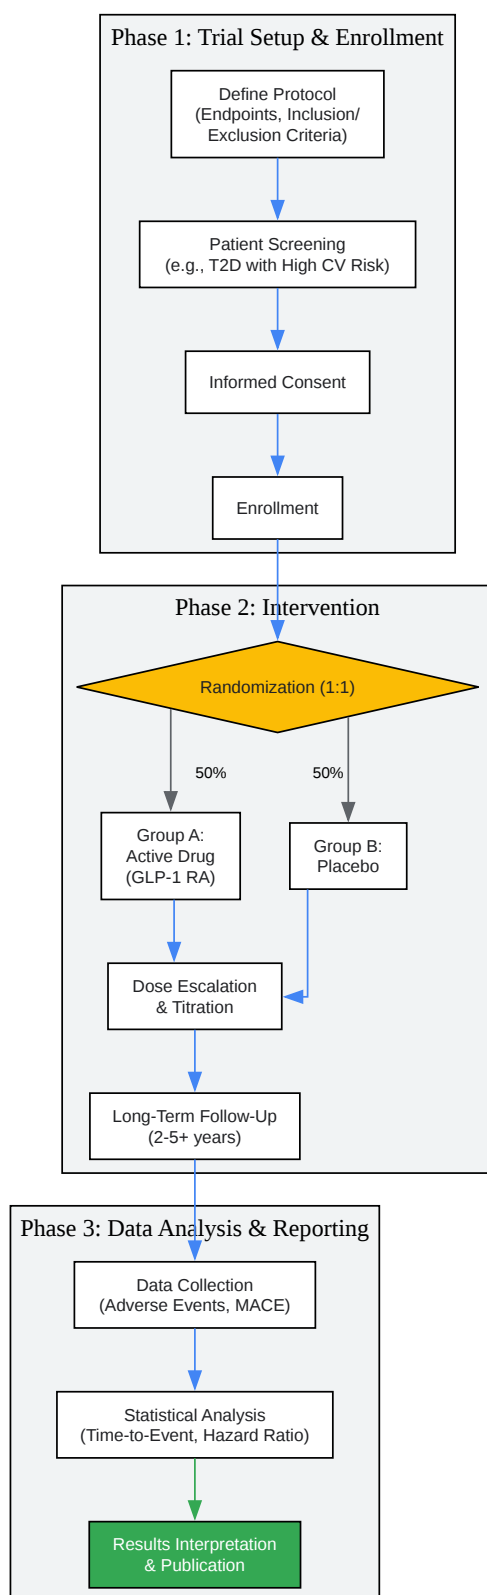 Phase 1: Trial Setup & Enrollment
Define Protocol
(Endpoints, Inclusion/
Exclusion Criteria)
Patient Screening
(e.g., T2D with High CV Risk)
Informed Consent
Enrollment
Phase 2: Intervention
Randomization (1:1)
50%
50%
Group A:
Active Drug
(GLP-1 RA)
Group B:
Placebo
Dose Escalation
& Titration
Long-Term Follow-Up
(2-5+ years)
Phase 3: Data Analysis & Reporting
Data Collection
(Adverse Events, MACE)
Statistical Analysis
(Time-to-Event, Hazard Ratio)
Results Interpretation
& Publication